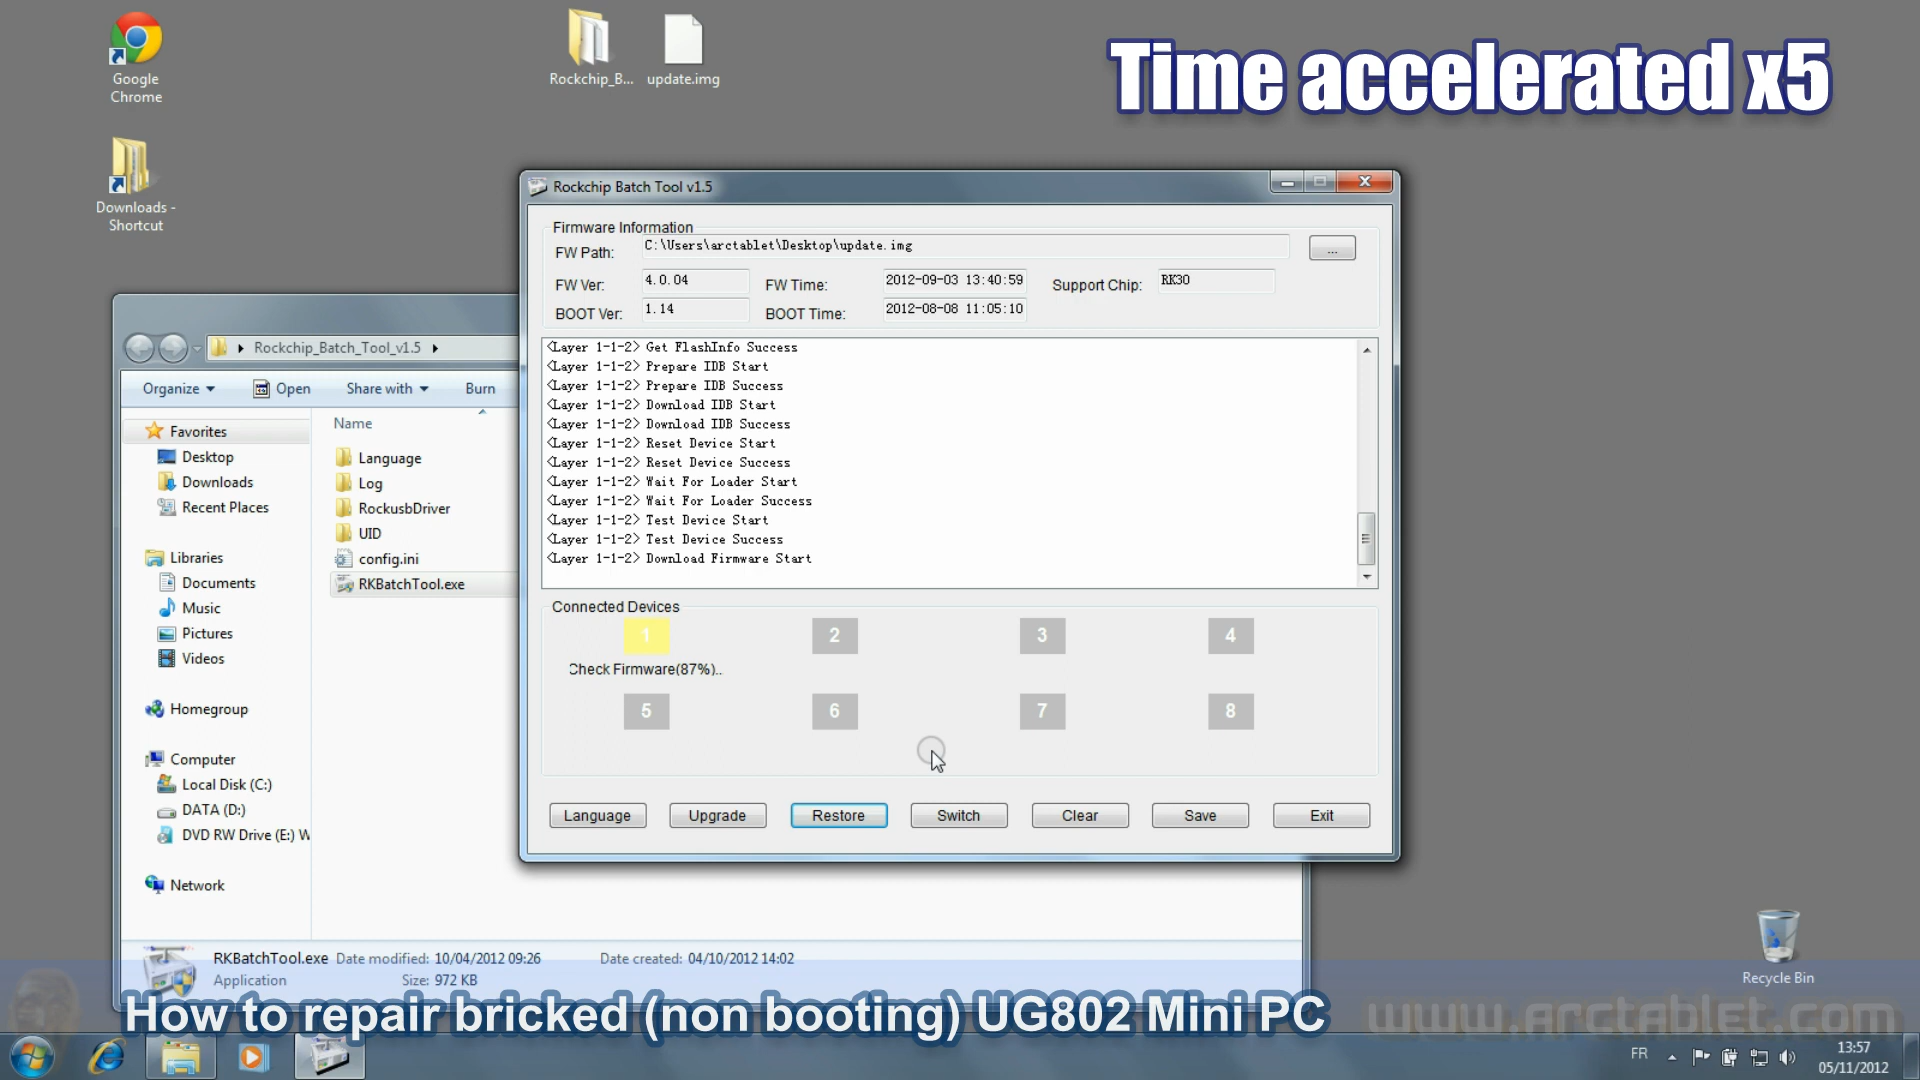 Google
Chrome
Rockchip_B...
update.img
Time accelerated x5
Downloads -
Shortcut
Rockchip Batch Tool v1.5
Firmware Information
FW Path: C:\Users\arctablet\Desktop\update.img ...
FW Ver: 4.0.04 FW Time: 2012-09-03 13:40:59 Support Chip: RK30
BOOT Ver: 1.14 BOOT Time: 2012-08-08 11:05:10
<Layer 1-1-2> Get FlashInfo Success
<Layer 1-1-2> Prepare IDB Start
<Layer 1-1-2> Prepare IDB Success
<Layer 1-1-2> Download IDB Start
<Layer 1-1-2> Download IDB Success
<Layer 1-1-2> Reset Device Start
<Layer 1-1-2> Reset Device Success
<Layer 1-1-2> Wait For Loader Start
<Layer 1-1-2> Wait For Loader Success
<Layer 1-1-2> Test Device Start
<Layer 1-1-2> Test Device Success
<Layer 1-1-2> Download Firmware Start
Connected Devices
1 2 3 4
Check Firmware(87%)..
5 6 7 8
Language Upgrade Restore Switch Clear Save Exit
Rockchip_Batch_Tool_v1.5
Organize Open Share with Burn
Name
Favorites
Desktop
Downloads
Recent Places
Libraries
Documents
Music
Pictures
Videos
Homegroup
Computer
Local Disk (C:)
DATA (D:)
DVD RW Drive (E:) W
Network
Language
Log
RockusbDriver
UID
config.ini
RKBatchTool.exe
RKBatchTool.exe Date modified: 10/04/2012 09:26 Date created: 04/10/2012 14:02
Application Size: 972 KB
Recycle Bin
How to repair bricked (non booting) UG802 Mini PC
www.arctablet.com
FR
13:57
05/11/2012